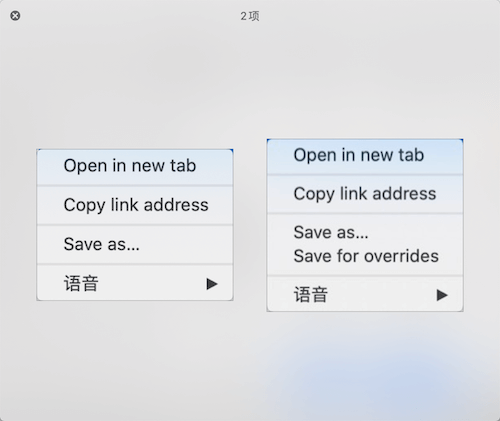 2项
Open in new tab
Copy link address
Save as...
语音
Open in new tab
Copy link address
Save as...
Save for overrides
语音